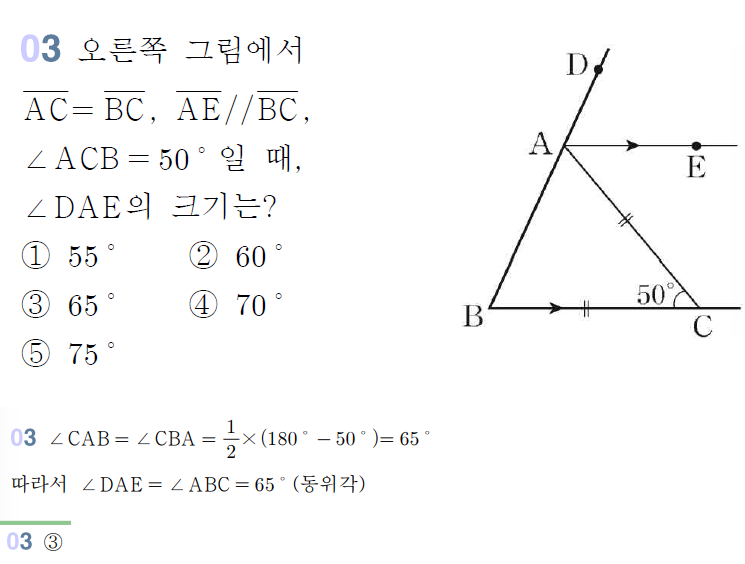 03 오른쪽 그림에서
AC = BC, AE // BC,
∠ACB = 50°일 때,
∠DAE의 크기는?
① 55° ② 60°
③ 65° ④ 70°
⑤ 75°
D
A
E
50°
B
C
03 ∠CAB = ∠CBA = 1/2 × (180° − 50°) = 65°
따라서 ∠DAE = ∠ABC = 65°(동위각)
03 ③